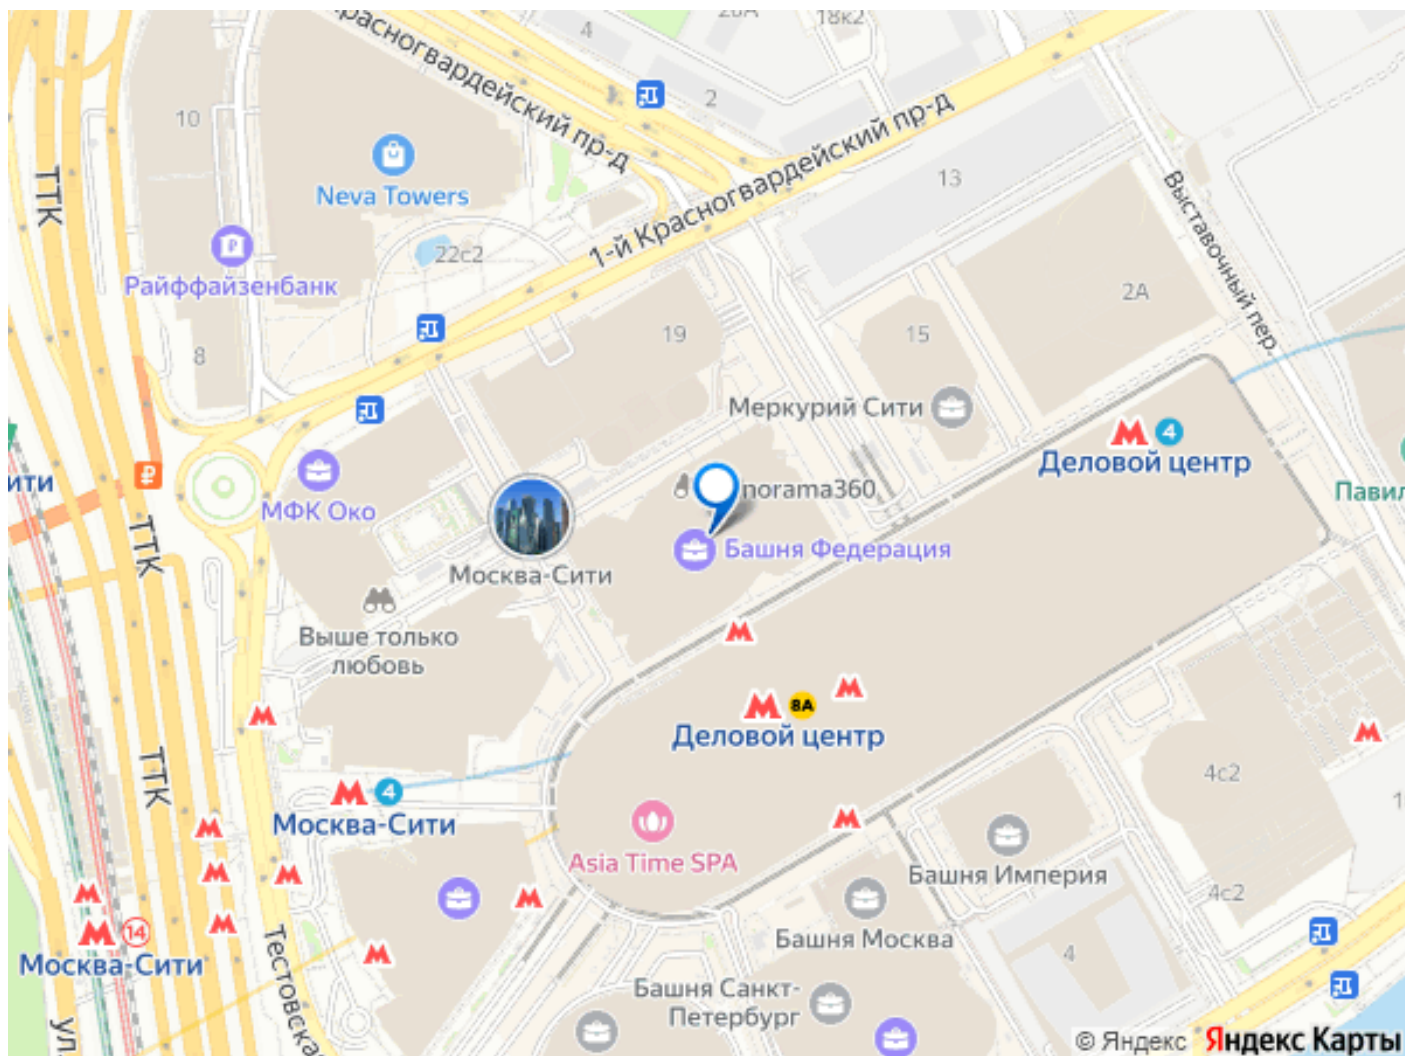 Красногвардейский пр-д
4
28А
18к2
2
10
ТТК
Neva Towers
1-й Красногвардейский пр-д
13
Выставочный пер.
22с2
Райффайзенбанк
2А
19
15
8
Меркурий Сити
4
Деловой центр
ити
МФК Око
norama360
Павил
ТТК
Башня Федерация
Москва-Сити
Выше только
любовь
8А
Деловой центр
ТТК
4
Москва-Сити
4с2
Asia Time SPA
Башня Империя
4с2
14
Москва-Сити
Тестовская
Башня Москва
4
Башня Санкт-
Петербург
ул.
© Яндекс Яндекс Карты